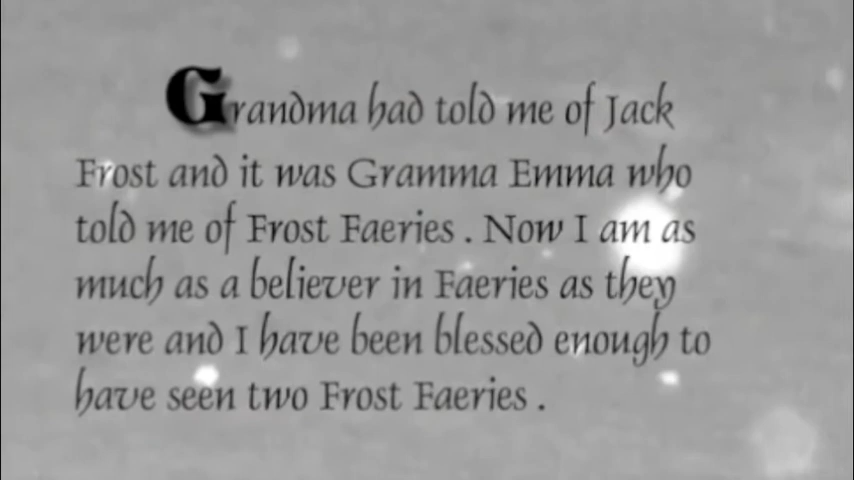 Grandma had told me of Jack
Frost and it was Gramma Emma who
told me of Frost Faeries . Now I am as
much as a believer in Faeries as they
were and I have been blessed enough to
have seen two Frost Faeries .